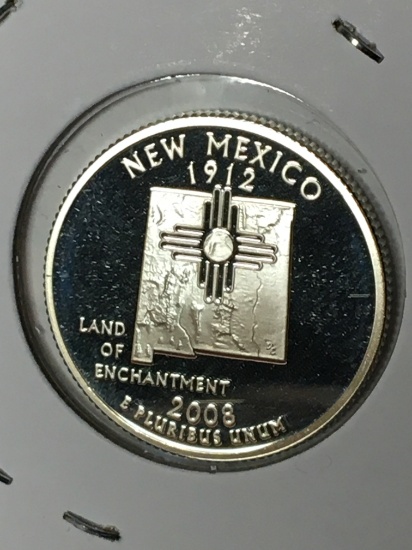 NEW MEXICO
1912
LAND
OF
ENCHANTMENT
2008
E PLURIBUS UNUM